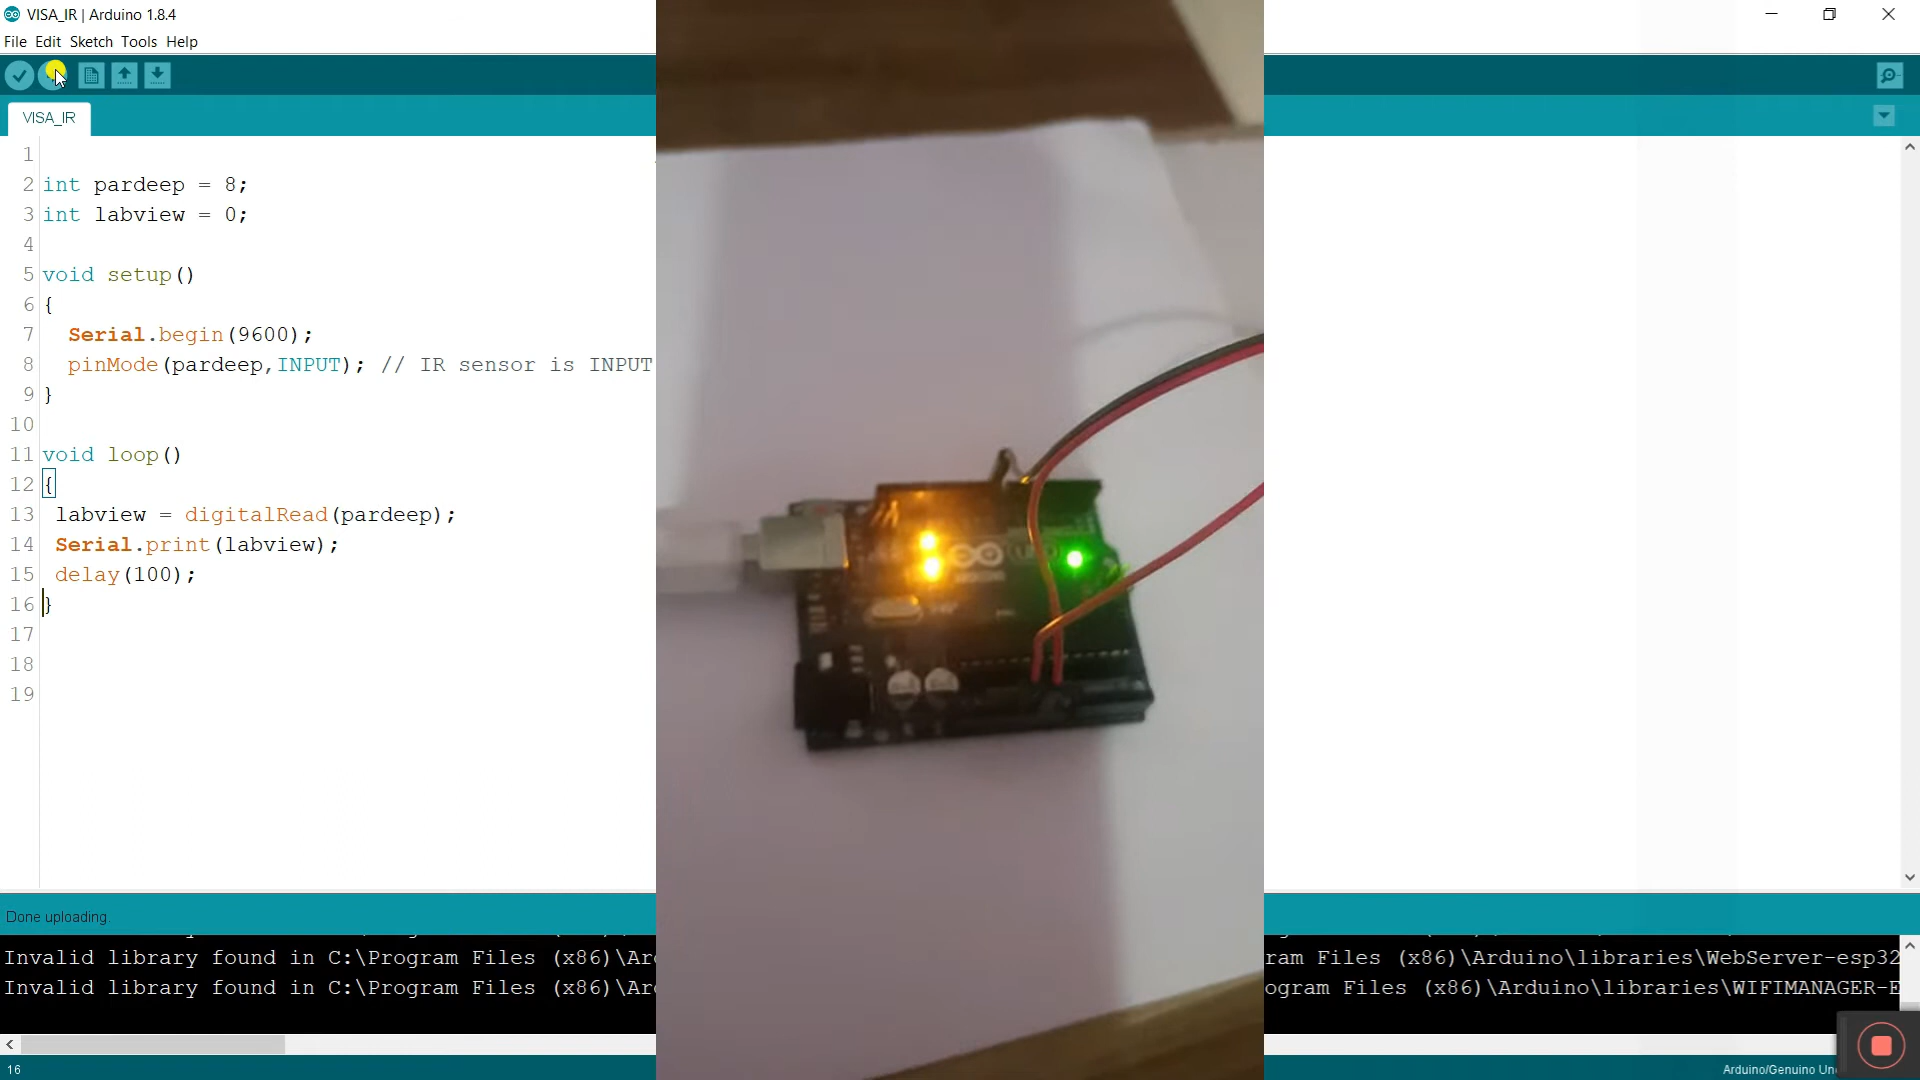 VISA_IR | Arduino 1.8.4
File Edit Sketch Tools Help
VISA_IR
1
2 int pardeep = 8;
3 int labview = 0;
4
5 void setup()
6 {
7 Serial.begin(9600);
8 pinMode(pardeep,INPUT); // IR sensor is INPUT
9 }
10
11 void loop()
12 {
13 labview = digitalRead(pardeep);
14 Serial.print(labview);
15 delay(100);
16 }
17
18
19
UNO
Done uploading.
Invalid library found in C:\Program Files (x86)\Ar ram Files (x86)\Arduino\libraries\WebServer-esp32
Invalid library found in C:\Program Files (x86)\Ar ogram Files (x86)\Arduino\libraries\WIFIMANAGER-E
16
Arduino/Genuino Un